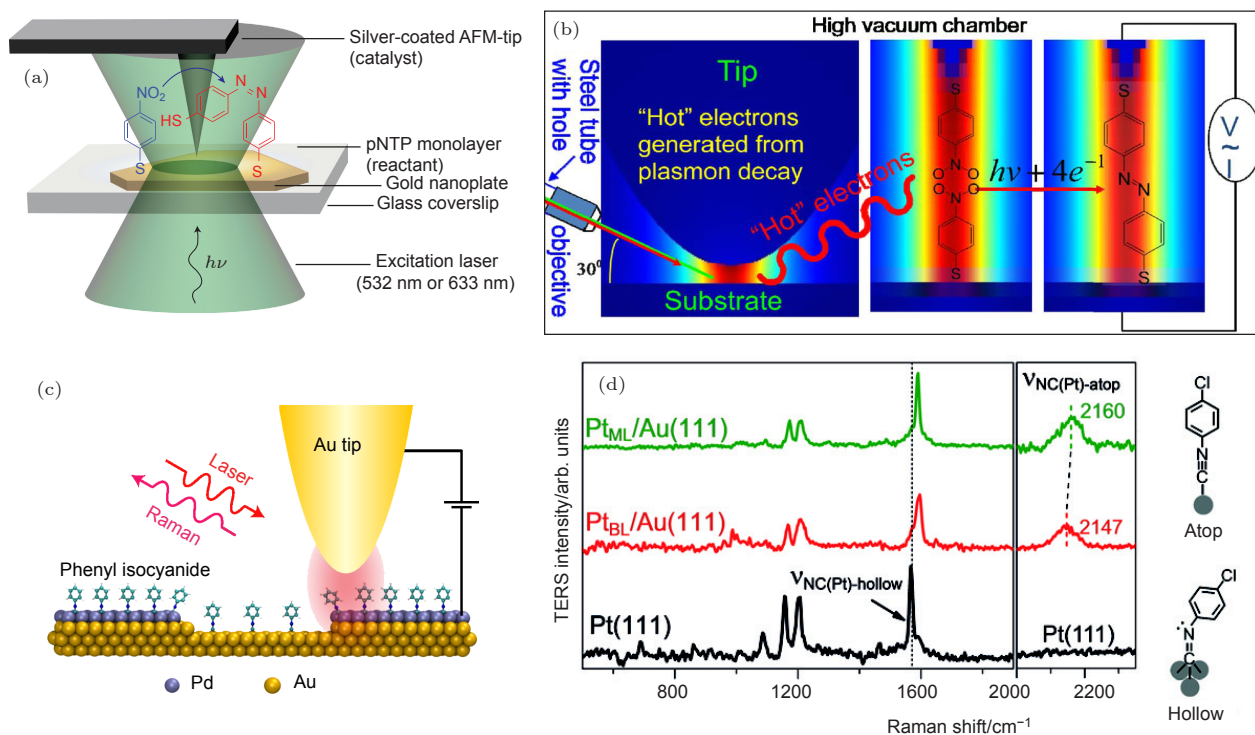 (a)
Silver-coated AFM-tip
(catalyst)
NO₂
N
N
HS
S
S
pNTP monolayer
(reactant)
Gold nanoplate
Glass coverslip
hν
Excitation laser
(532 nm or 633 nm)
(b)
High vacuum chamber
Steel tube
with hole
objective
30⁰
Tip
"Hot" electrons
generated from
plasmon decay
"Hot" electrons
Substrate
S
N
O
O
O
O
N
S
hν + 4e⁻¹
S
N
N
S
V
~
I
(c)
Au tip
Laser
Raman
Phenyl isocyanide
Pd
Au
(d)
TERS intensity/arb. units
PtML/Au(111)
PtBL/Au(111)
Pt(111)
νNC(Pt)-hollow
νNC(Pt)-atop
2160
2147
Pt(111)
800
1200
1600
2000
2200
Raman shift/cm⁻¹
Cl
N
C
Atop
Cl
N
C
Hollow